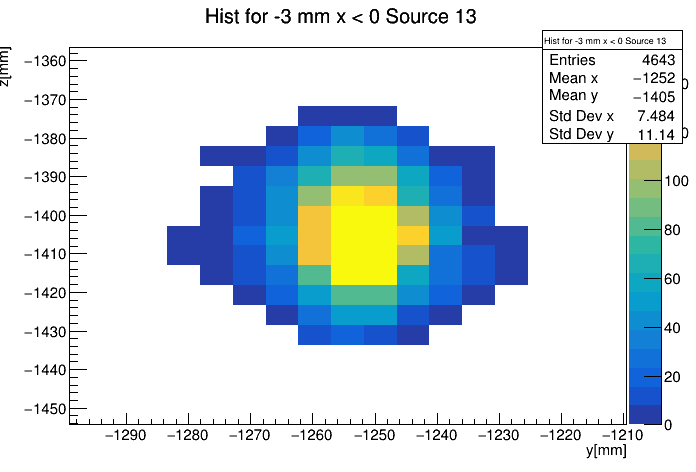 Hist for -3 mm x < 0 Source 13
z[mm]
Hist for -3 mm x < 0 Source 13
Entries 4643
Mean x −1252
Mean y −1405
Std Dev x 7.484
Std Dev y 11.14
−1360
−1370
−1380
−1390
−1400
−1410
−1420
−1430
−1440
−1450
−1290
−1280
−1270
−1260
−1250
−1240
−1230
−1220
−1210
y[mm]
100
80
60
40
20
0